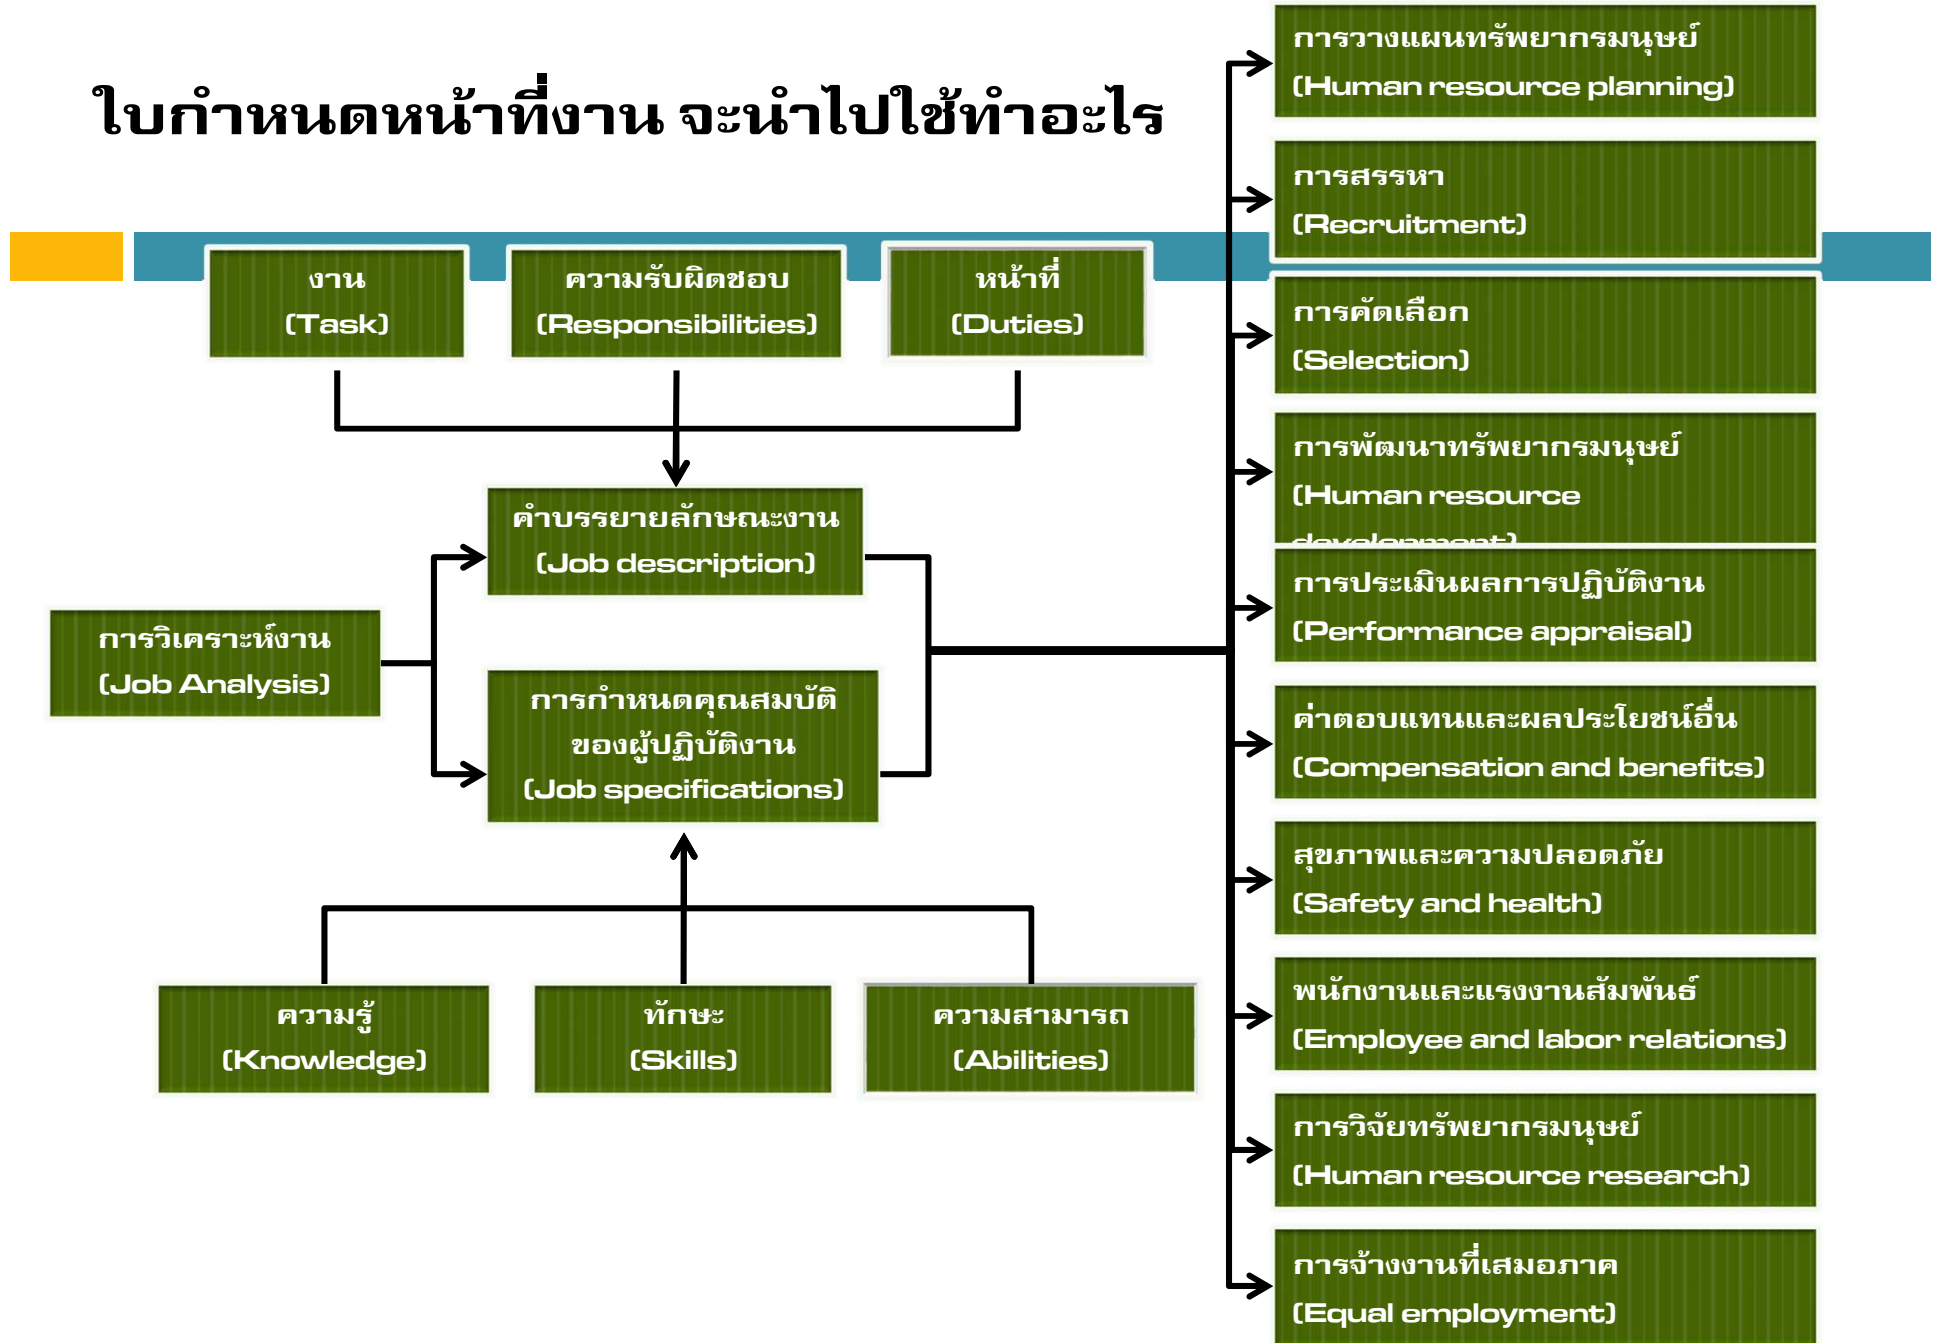 ใบกำหนดหน้าที่งาน จะนำไปใช้ทำอะไร
งาน
(Task)
ความรับผิดชอบ
(Responsibilities)
หน้าที่
(Duties)
คำบรรยายลักษณะงาน
(Job description)
การวิเคราะห์งาน
(Job Analysis)
การกำหนดคุณสมบัติ
ของผู้ปฏิบัติงาน
(Job specifications)
ความรู้
(Knowledge)
ทักษะ
(Skills)
ความสามารถ
(Abilities)
การวางแผนทรัพยากรมนุษย์
(Human resource planning)
การสรรหา
(Recruitment)
การคัดเลือก
(Selection)
การพัฒนาทรัพยากรมนุษย์
(Human resource
development)
การประเมินผลการปฏิบัติงาน
(Performance appraisal)
ค่าตอบแทนและผลประโยชน์อื่น
(Compensation and benefits)
สุขภาพและความปลอดภัย
(Safety and health)
พนักงานและแรงงานสัมพันธ์
(Employee and labor relations)
การวิจัยทรัพยากรมนุษย์
(Human resource research)
การจ้างงานที่เสมอภาค
(Equal employment)